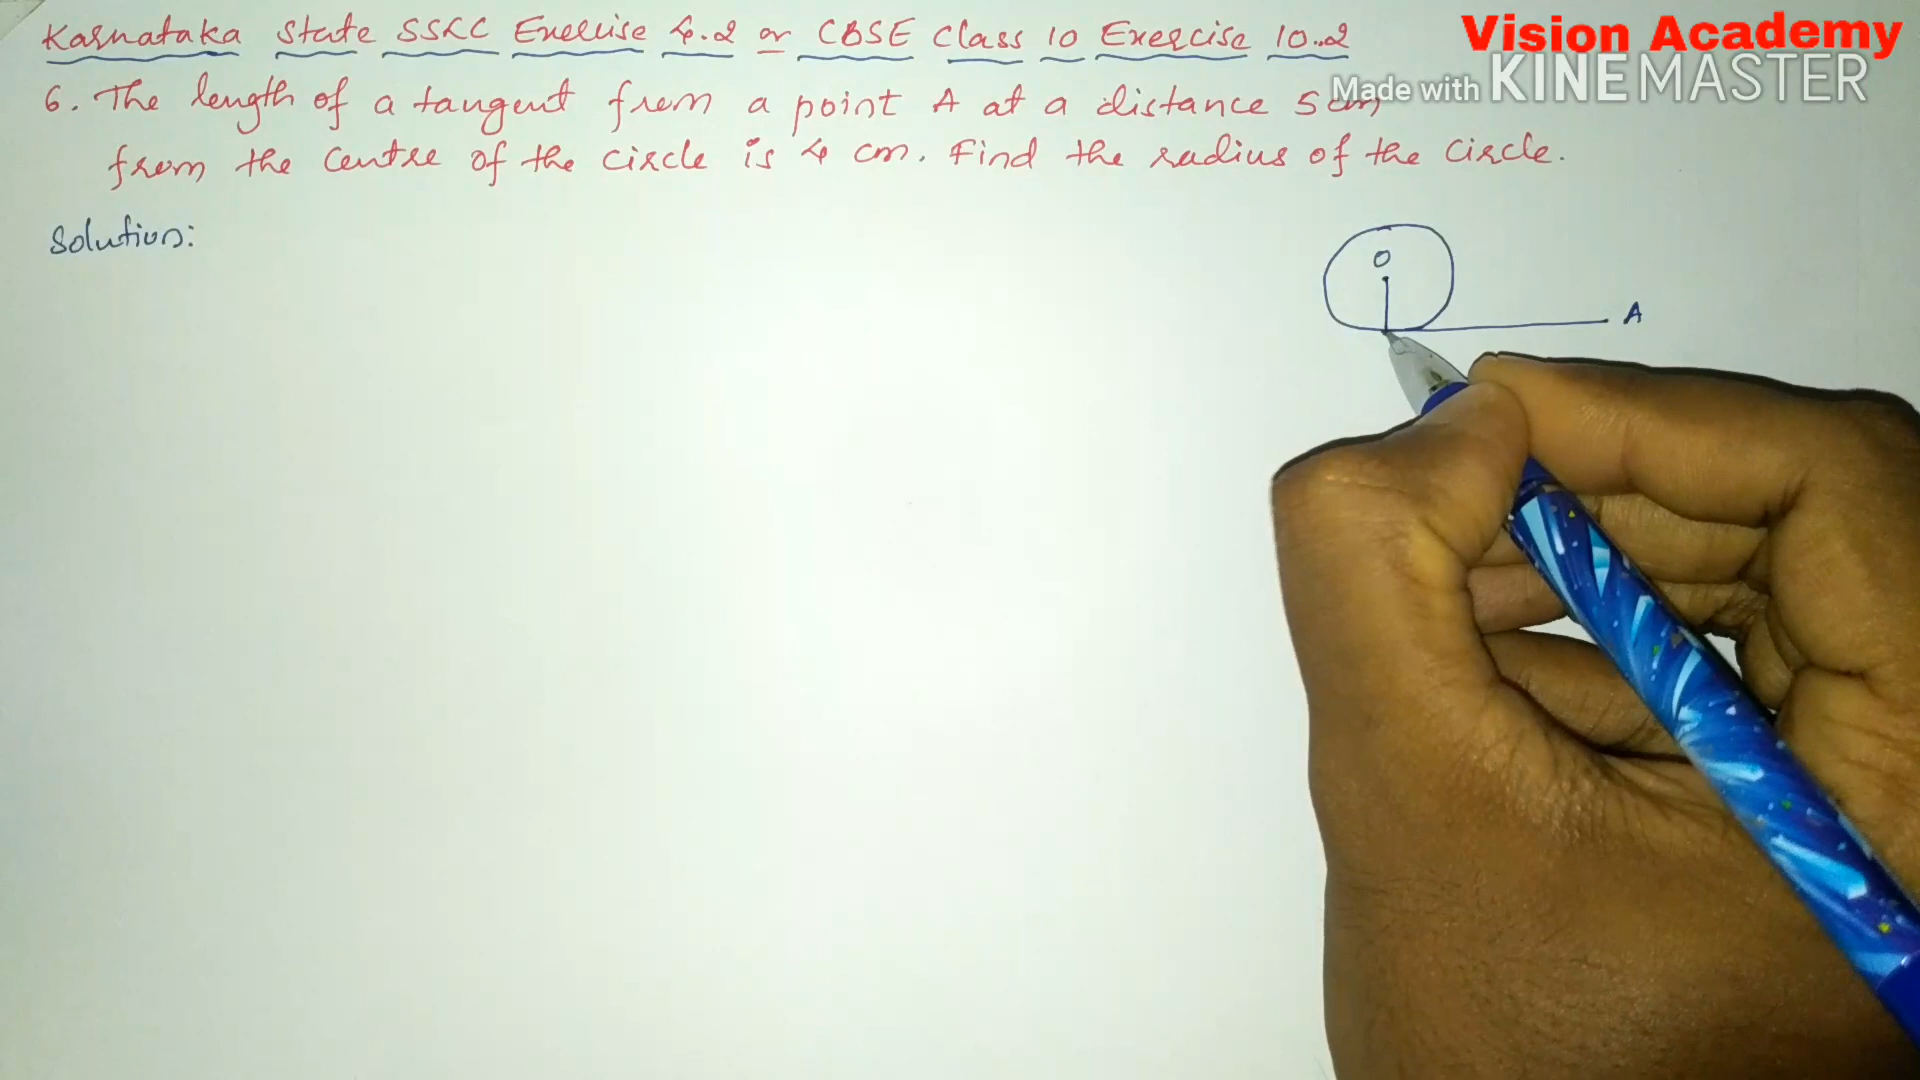 Karnataka State SSLC Exercise 4.2 or CBSE Class 10 Exercise 10.2
Vision Academy
Made with KINEMASTER
6. The length of a tangent from a point A at a distance 5 cm,
from the centre of the circle is 4 cm. Find the radius of the circle.
Solution:
O
A